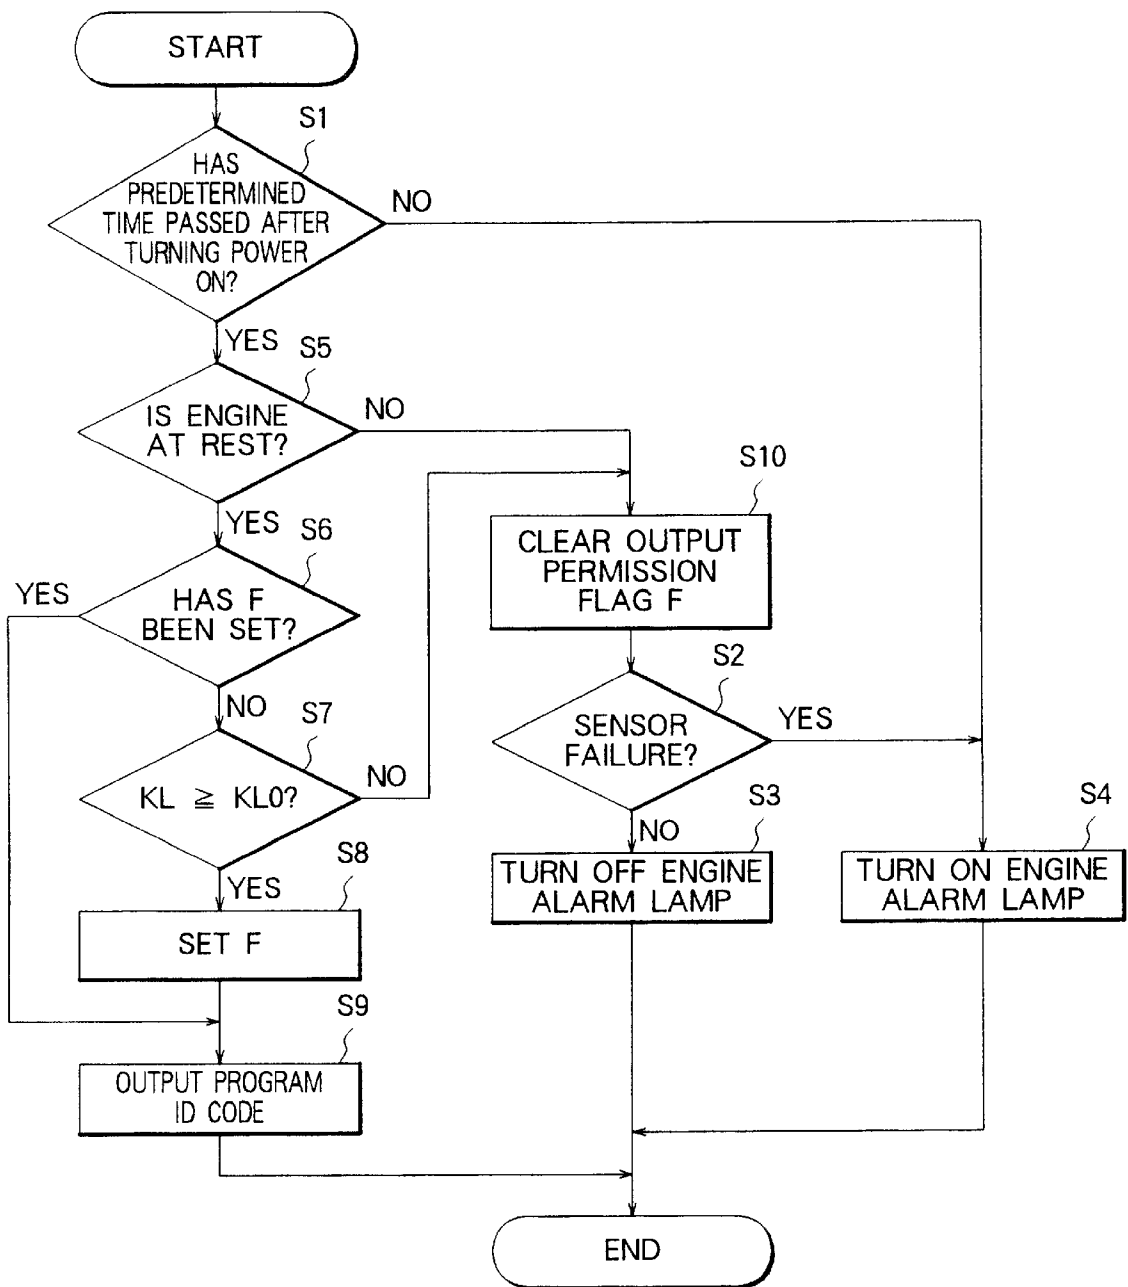 START
S1
HAS
PREDETERMINED
TIME PASSED AFTER
TURNING POWER
ON?
NO
YES
S5
IS ENGINE
AT REST?
NO
YES
S6
HAS F
BEEN SET?
YES
NO
S7
KL ≧ KL0?
NO
YES
S8
SET F
S9
OUTPUT PROGRAM
ID CODE
S10
CLEAR OUTPUT
PERMISSION
FLAG F
S2
SENSOR
FAILURE?
YES
NO
S3
TURN OFF ENGINE
ALARM LAMP
S4
TURN ON ENGINE
ALARM LAMP
END